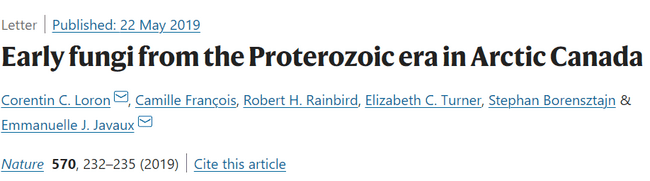 Letter | Published: 22 May 2019
Early fungi from the Proterozoic era in Arctic Canada
Corentin C. Loron, Camille François, Robert H. Rainbird, Elizabeth C. Turner, Stephan Borensztajn &
Emmanuelle J. Javaux
Nature 570, 232–235 (2019) | Cite this article